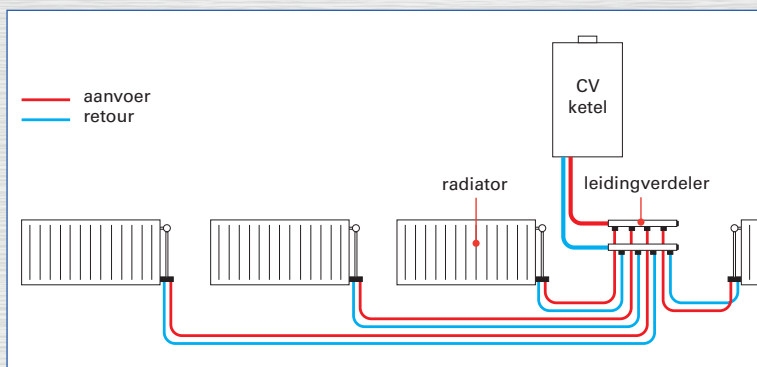 aanvoer
retour
CV
ketel
radiator
leidingverdeler